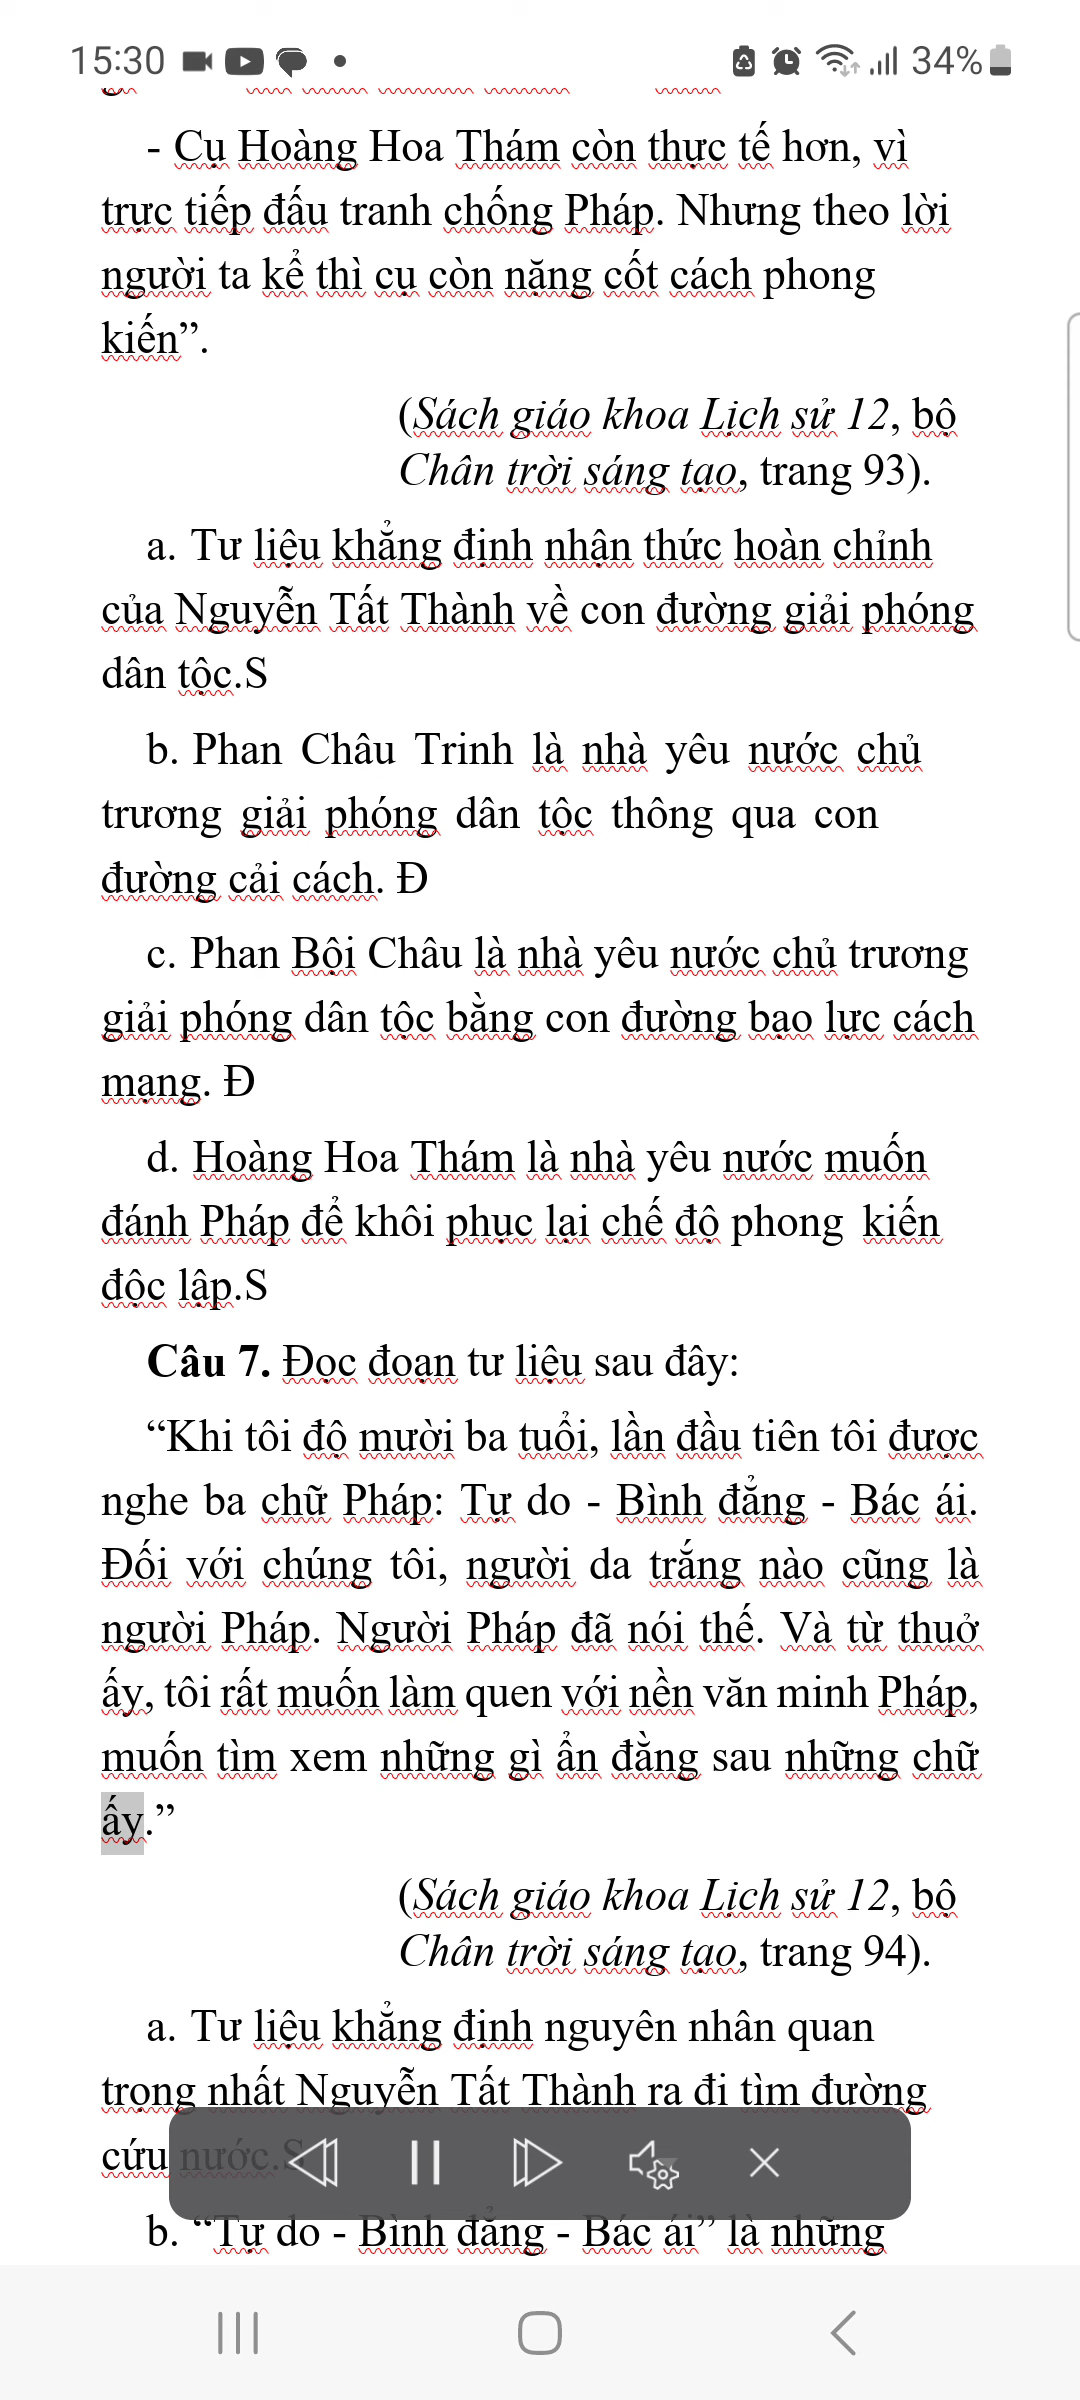 15:30
34%
- Cụ Hoàng Hoa Thám còn thực tế hơn, vì
trực tiếp đấu tranh chống Pháp. Nhưng theo lời
người ta kể thì cụ còn nặng cốt cách phong
kiến”.
(Sách giáo khoa Lịch sử 12, bộ
Chân trời sáng tạo, trang 93).
a. Tư liệu khẳng định nhận thức hoàn chỉnh
của Nguyễn Tất Thành về con đường giải phóng
dân tộc.S
b. Phan Châu Trinh là nhà yêu nước chủ
trương giải phóng dân tộc thông qua con
đường cải cách. Đ
c. Phan Bội Châu là nhà yêu nước chủ trương
giải phóng dân tộc bằng con đường bạo lực cách
mạng. Đ
d. Hoàng Hoa Thám là nhà yêu nước muốn
đánh Pháp để khôi phục lại chế độ phong kiến
độc lập.S
Câu 7. Đọc đoạn tư liệu sau đây:
“Khi tôi độ mười ba tuổi, lần đầu tiên tôi được
nghe ba chữ Pháp: Tự do - Bình đẳng - Bác ái.
Đối với chúng tôi, người da trắng nào cũng là
người Pháp. Người Pháp đã nói thế. Và từ thuở
ấy, tôi rất muốn làm quen với nền văn minh Pháp,
muốn tìm xem những gì ẩn đằng sau những chữ
ấy.”
(Sách giáo khoa Lịch sử 12, bộ
Chân trời sáng tạo, trang 94).
a. Tư liệu khẳng định nguyên nhân quan
trọng nhất Nguyễn Tất Thành ra đi tìm đường
cứu nước.S
b. “Tự do - Bình đẳng - Bác ái” là những